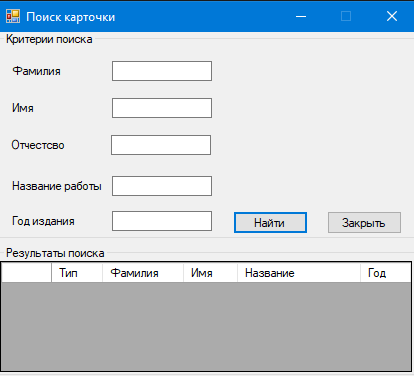 Поиск карточки
Критерии поиска
Фамилия
Имя
Отчестсво
Название работы
Год издания
Найти
Закрыть
Результаты поиска
Тип Фамилия Имя Название Год